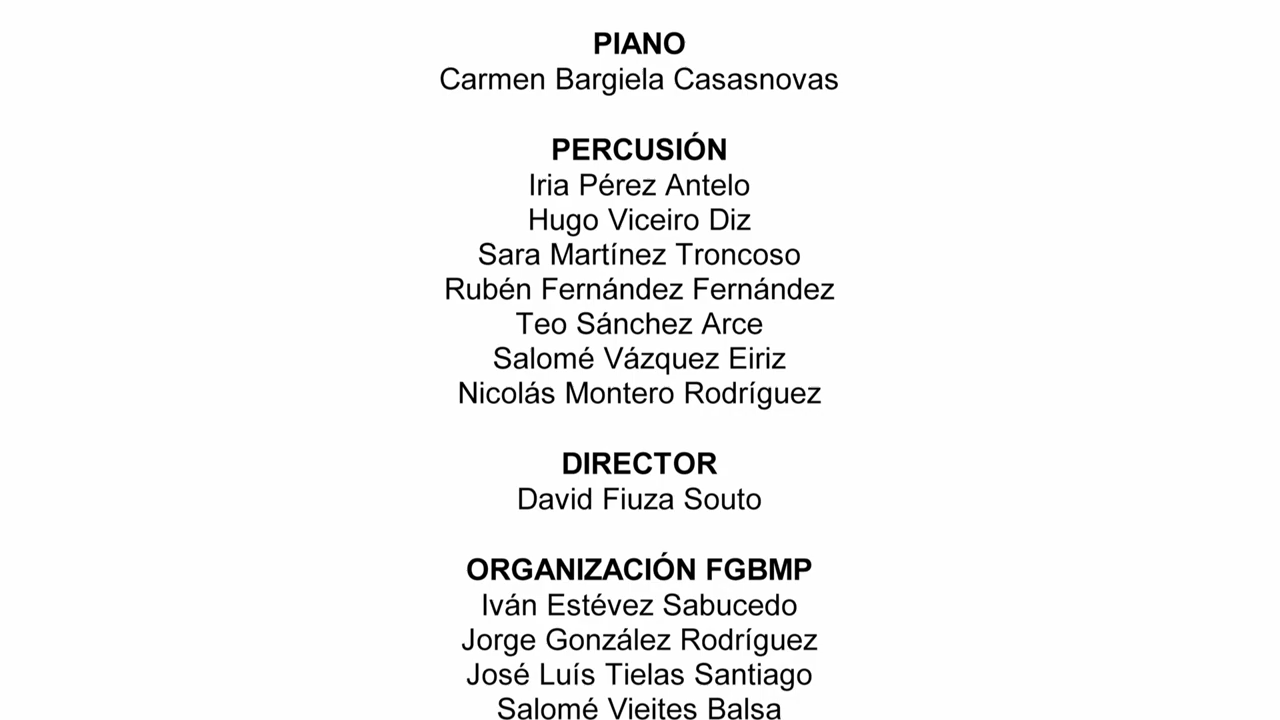 PIANO
Carmen Bargiela Casasnovas
PERCUSIÓN
Iria Pérez Antelo
Hugo Viceiro Diz
Sara Martínez Troncoso
Rubén Fernández Fernández
Teo Sánchez Arce
Salomé Vázquez Eiriz
Nicolás Montero Rodríguez
DIRECTOR
David Fiuza Souto
ORGANIZACIÓN FGBMP
Iván Estévez Sabucedo
Jorge González Rodríguez
José Luís Tielas Santiago
Salomé Vieites Balsa